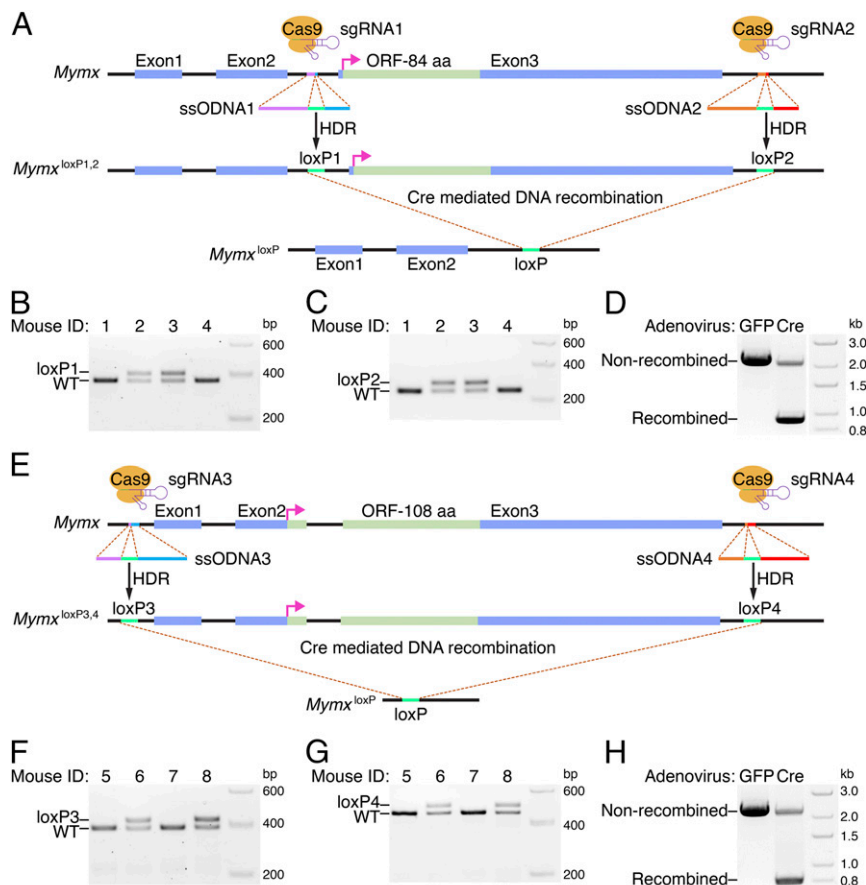 A
Cas9 sgRNA1 Cas9 sgRNA2
Mymx Exon1 Exon2 ORF-84 aa Exon3
ssODNA1 ssODNA2
HDR HDR
Mymx loxP1,2 loxP1 loxP2
Cre mediated DNA recombination
Mymx loxP
Exon1 Exon2 loxP
B
Mouse ID: 1 2 3 4 bp
600
loxP1
400
WT
200
C
Mouse ID: 1 2 3 4 bp
600
400
loxP2
WT
200
D
Adenovirus: GFP Cre kb
3.0
Non-recombined
2.0
1.5
1.0
Recombined
0.8
E
Cas9 sgRNA3 Cas9 sgRNA4
Mymx Exon1 Exon2 ORF-108 aa Exon3
ssODNA3 ssODNA4
HDR HDR
Mymx loxP3,4 loxP3 loxP4
Cre mediated DNA recombination
Mymx loxP
loxP
F
Mouse ID: 5 6 7 8 bp
600
loxP3
WT
400
200
G
Mouse ID: 5 6 7 8 bp
600
loxP4
WT
400
200
H
Adenovirus: GFP Cre kb
3.0
Non-recombined
2.0
1.5
1.0
Recombined
0.8